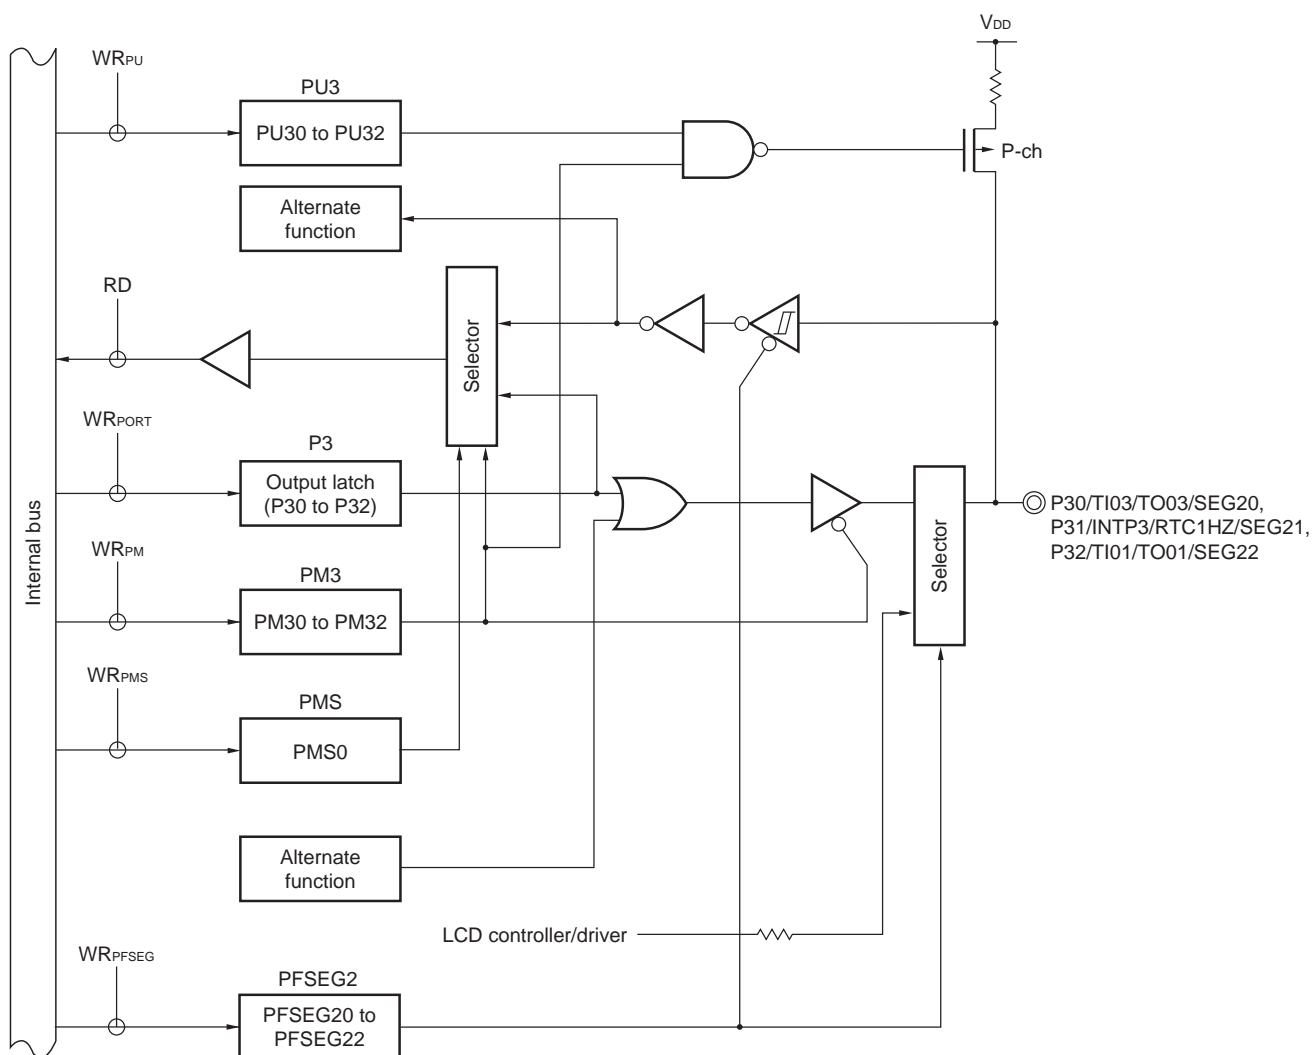 VDD
WRPU
PU3
PU30 to PU32
P-ch
Alternate
function
RD
Selector
WRPORT
P3
Output latch
(P30 to P32)
Selector
P30/TI03/TO03/SEG20,
P31/INTP3/RTC1HZ/SEG21,
P32/TI01/TO01/SEG22
Internal bus
WRPM
PM3
PM30 to PM32
WRPMS
PMS
PMS0
Alternate
function
LCD controller/driver
WRPFSEG
PFSEG2
PFSEG20 to
PFSEG22